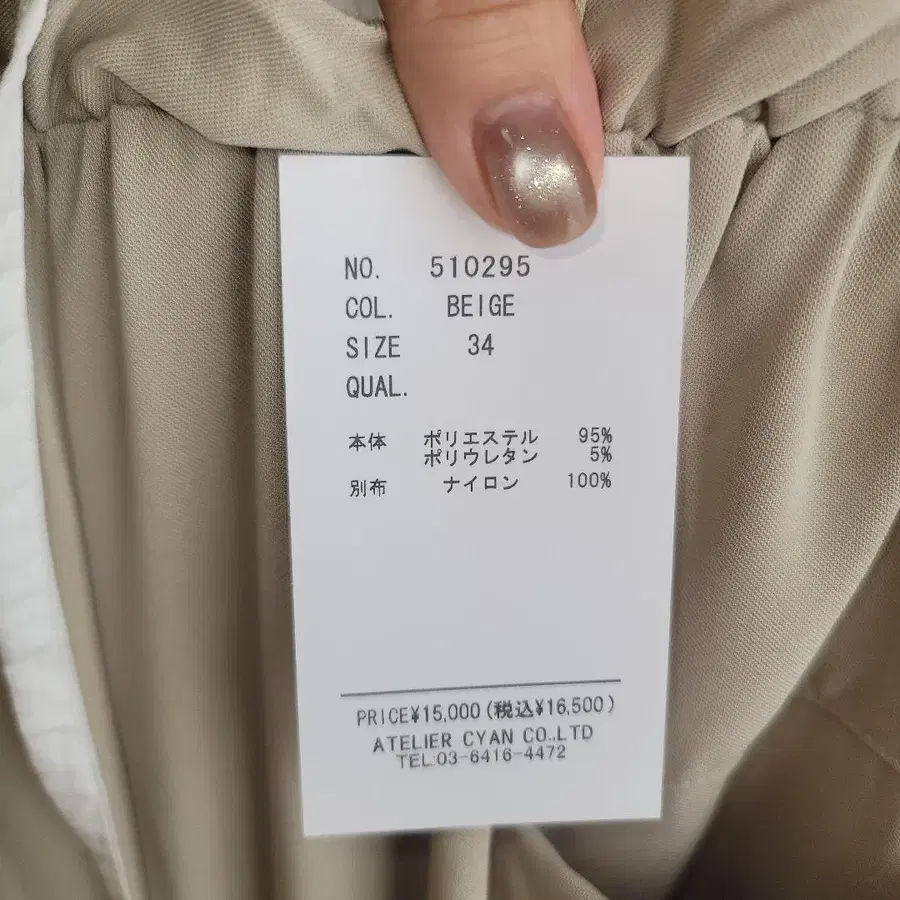 NO. 510295
COL. BEIGE
SIZE 34
QUAL.
本体 ポリエステル 95%
ポリウレタン 5%
別布 ナイロン 100%
PRICE¥15,000(税込¥16,500)
ATELIER CYAN CO.,LTD
TEL.03-6416-4472